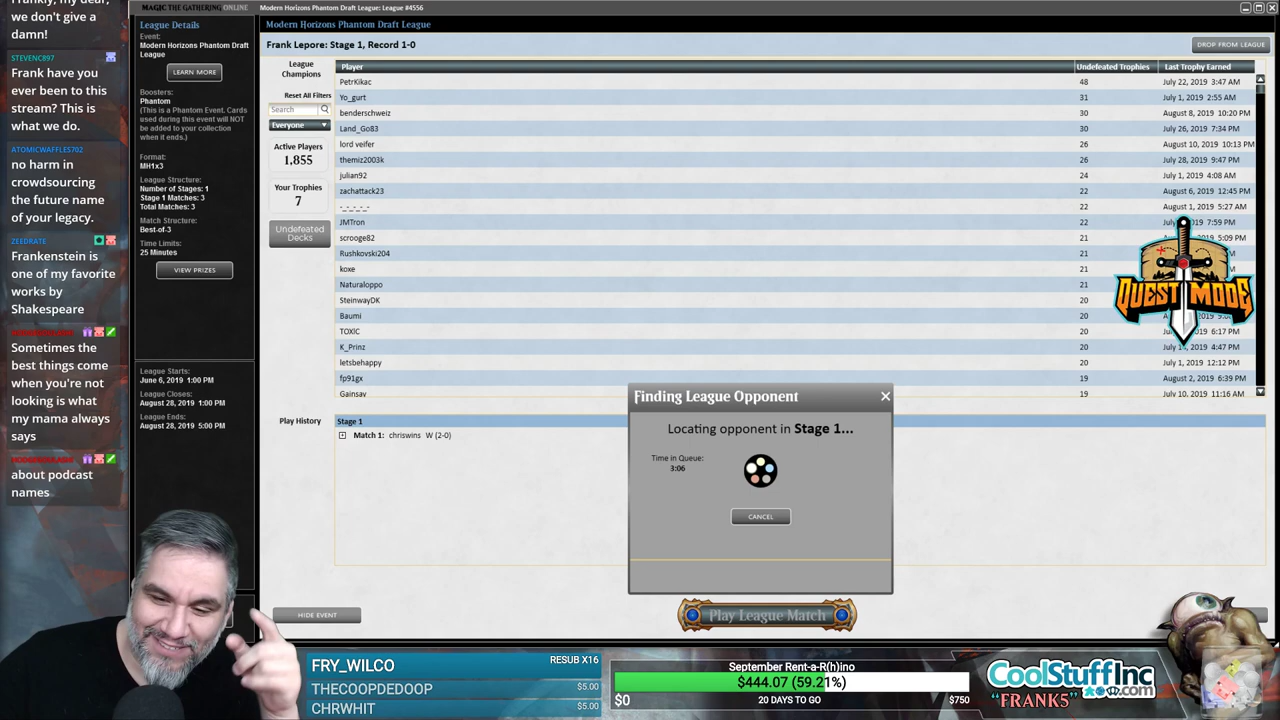 Franky, my dear,
we don't give a
damn!
STEVENC897
Frank have you
ever been to this
stream? This is
what we do.
ATOMICWAFFLES702
no harm in
crowdsourcing
the future name
of your legacy.
ZEEDRATE
Frankenstein is
one of my favorite
works by
Shakespeare
Sometimes the
best things come
when you're not
looking is what
my mama always
says
about podcast
names
MAGIC THE GATHERING ONLINE
Modern Horizons Phantom Draft League: League #4556
League Details
Event:
Modern Horizons Phantom Draft
League
LEARN MORE
Boosters:
Phantom
(This is a Phantom Event. Cards
used during this event will NOT
be added to your collection
when it ends.)
Format:
MH1x3
League Structure:
Number of Stages: 1
Stage 1 Matches: 3
Total Matches: 3
Match Structure:
Best-of-3
Time Limits:
25 Minutes
VIEW PRIZES
League Starts:
June 6, 2019 1:00 PM
League Closes:
August 28, 2019 1:00 PM
League Ends:
August 28, 2019 5:00 PM
Modern Horizons Phantom Draft League
Frank Lepore: Stage 1, Record 1-0
DROP FROM LEAGUE
League
Champions
Reset All Filters
Search
Everyone
Active Players
1,855
Your Trophies
7
Undefeated
Decks
Player Undefeated Trophies Last Trophy Earned
PetrKikac 48 July 22, 2019 3:47 AM
Yo_gurt 31 July 1, 2019 2:55 AM
benderschweiz 30 August 8, 2019 10:20 PM
Land_Go83 30 July 26, 2019 7:34 PM
lord veifer 26 August 10, 2019 10:13 PM
themiz2003k 26 July 28, 2019 9:47 PM
julian92 24 July 1, 2019 4:08 AM
zachattack23 22 August 6, 2019 12:45 PM
-_-_-_-_- 22 August 1, 2019 5:27 AM
JMTron 22 July 2019 7:59 PM
scrooge82 21 5:09 PM
Rushkovski204 21
koxe 21
Naturaloppo 21
SteinwayDK 20
Baumi 20
TOXIC 20 6:17 PM
K_Prinz 20 2019 4:47 PM
letsbehappy 20 July 1, 2019 12:12 PM
fp91gx 19 August 2, 2019 6:39 PM
Gainsay 19 July 10, 2019 11:16 AM
QUEST MODE
Play History
Stage 1
Match 1: chriswins W (2-0)
Finding League Opponent
Locating opponent in Stage 1...
Time in Queue:
3:06
CANCEL
HIDE EVENT
Play League Match
FRY_WILCO RESUB X16
THECOOPDEDOOP $5.00
CHRWHIT $5.00
September Rent-a-R(h)ino
$444.07 (59.21%)
$0 20 DAYS TO GO $750
CoolStuffInc
.com
"FRANK5"